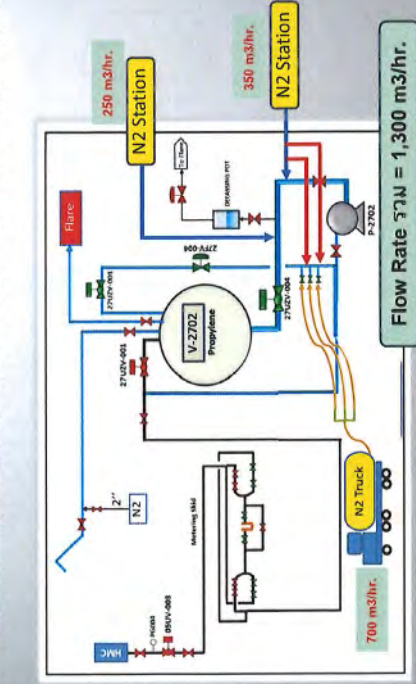 250 m3/hr.
N2 Station
350 m3/hr.
N2 Station
Flare
To Flare
DEGASSING POT
27UZV-001
27FV-004
V-2702
Propylene
27UZV-001
27UZV-004
P-2702
2"
N2
Metering Skid
HMC
PG004
05UV-003
N2 Truck
700 m3/hr.
Flow Rate รวม = 1,300 m3/hr.